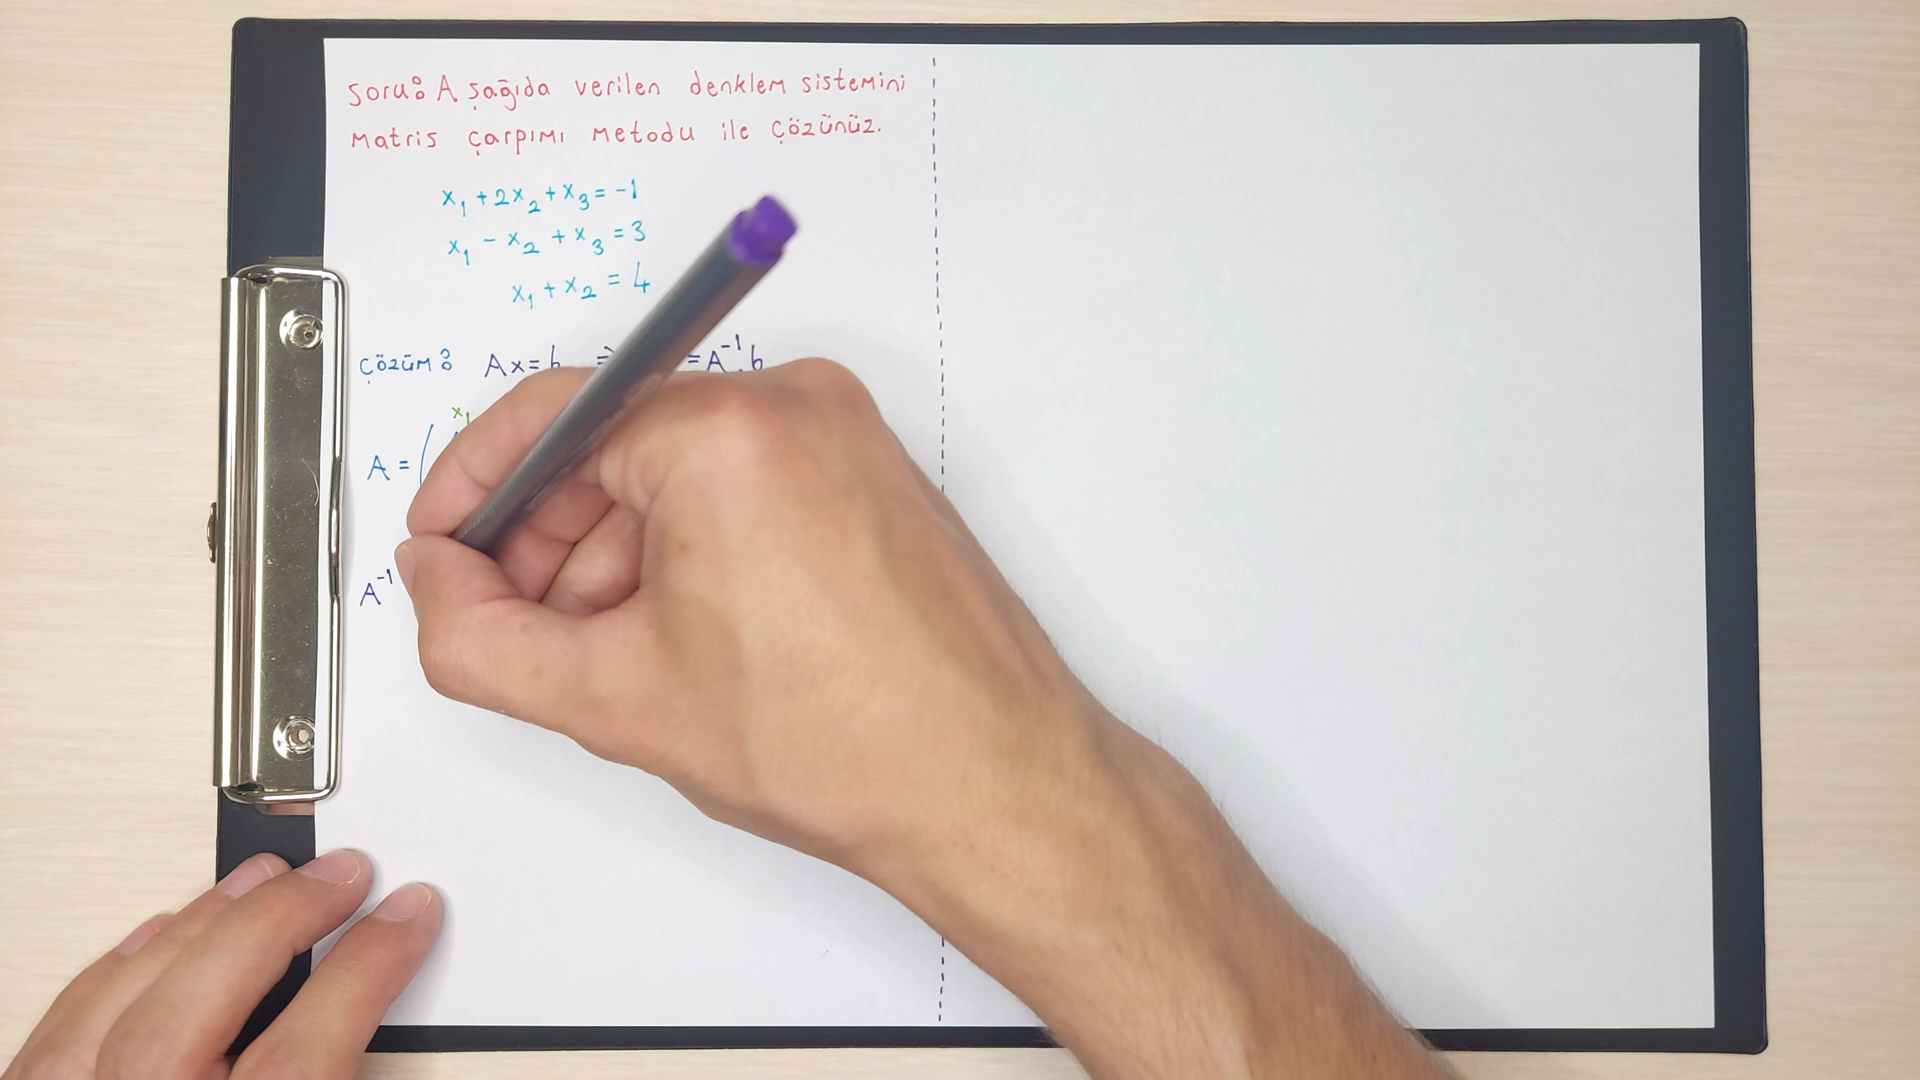 Soru: Aşağıda verilen denklem sistemini
Matris çarpımı metodu ile çözünüz.
x₁ + 2x₂ + x₃ = -1
x₁ - x₂ + x₃ = 3
x₁ + x₂ = 4
Çözüm: Ax = b ⇒ = A⁻¹.b
x₁
A = (
A⁻¹